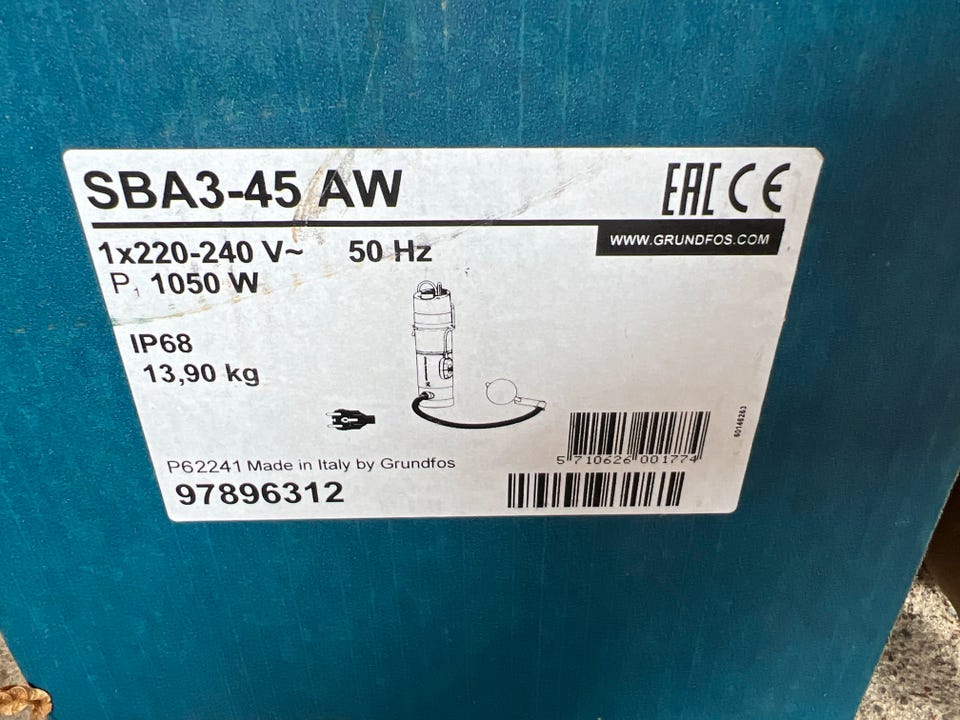 SBA3-45 AW
EAC CE
WWW.GRUNDFOS.COM
1x220-240 V~ 50 Hz
P1 1050 W
IP68
13,90 kg
60146263
5 710626 001774
P62241 Made in Italy by Grundfos
97896312